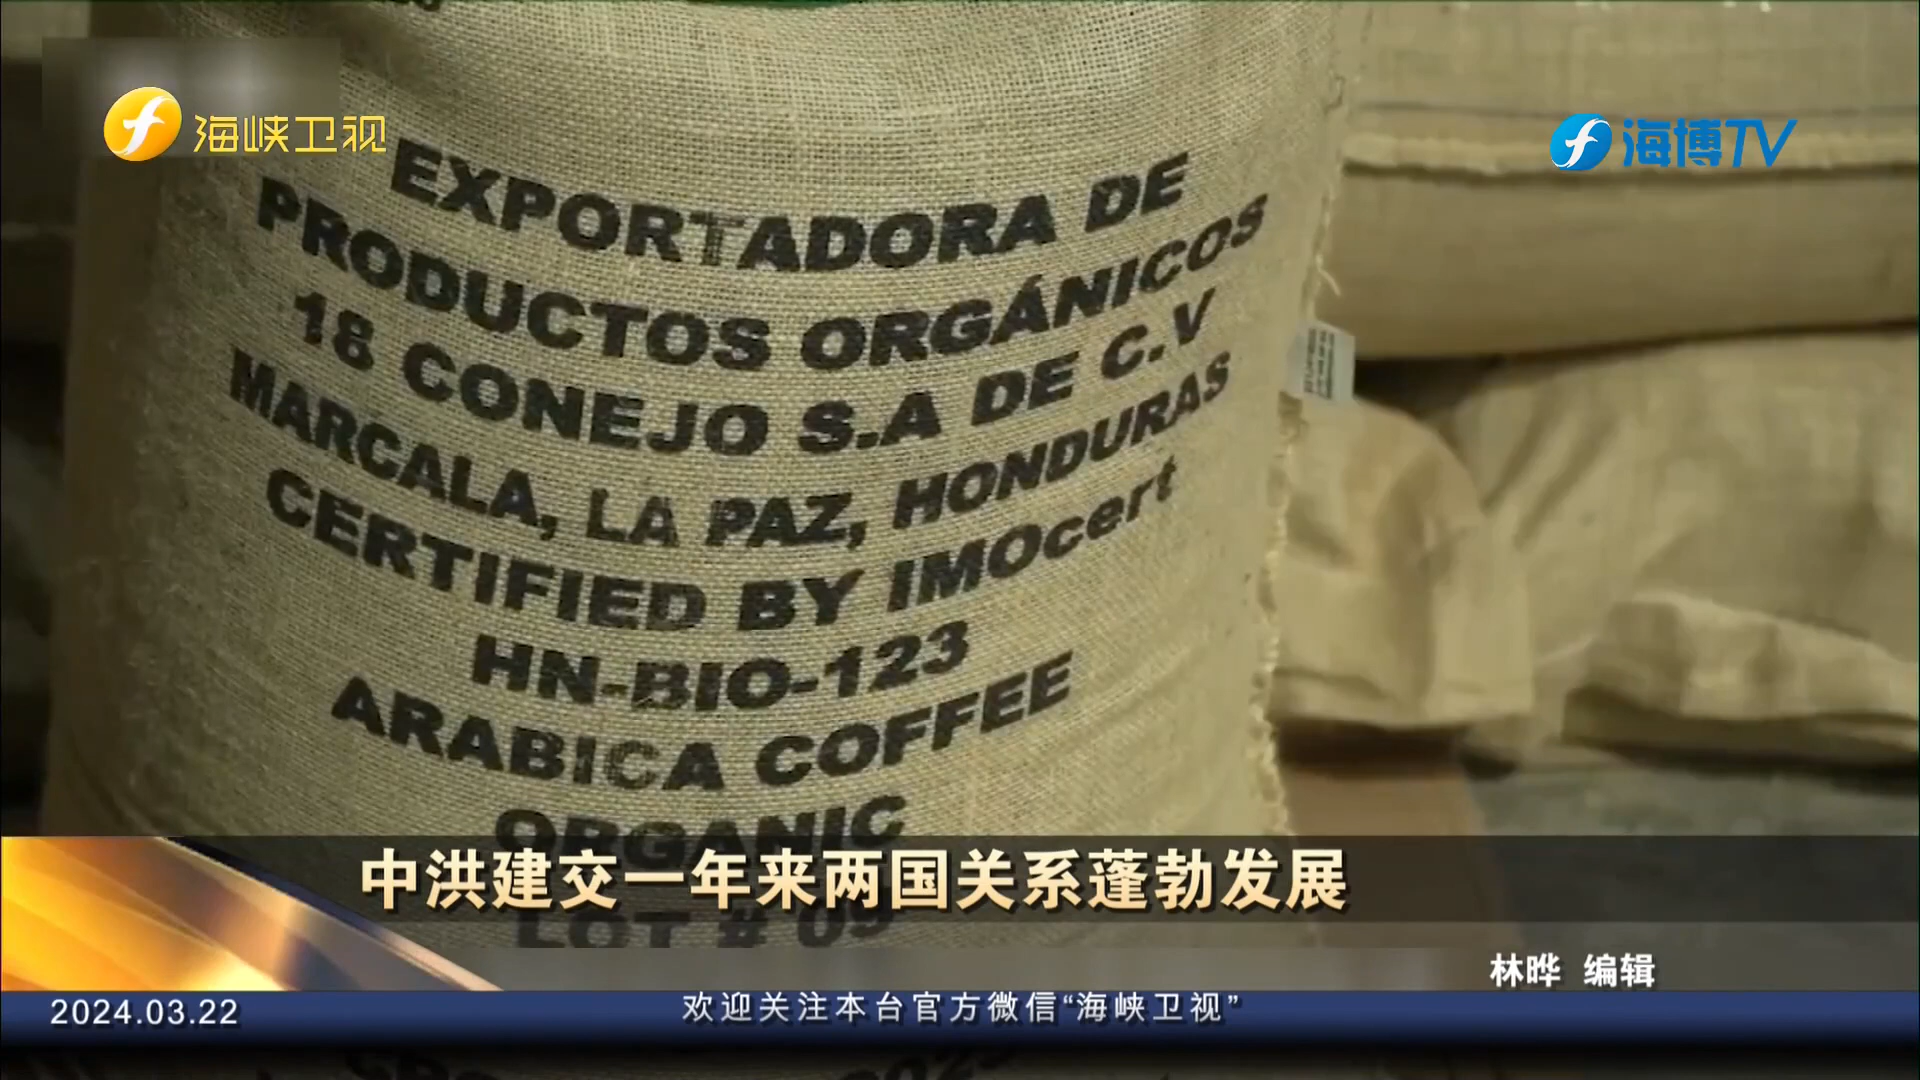 海峡卫视
海博TV
EXPORTADORA DE
PRODUCTOS ORGÁNICOS
18 CONEJO S.A DE C.V
MARCALA, LA PAZ, HONDURAS
CERTIFIED BY IMOcert
HN-BIO-123
ARABICA COFFEE
ORGANIC
LOT # 09
中洪建交一年来两国关系蓬勃发展
林晔 编辑
2024.03.22
欢迎关注本台官方微信“海峡卫视”